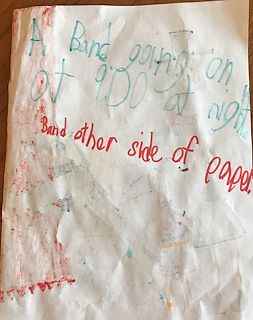 A Band going on
at 9:00 at night
Band other side of paper